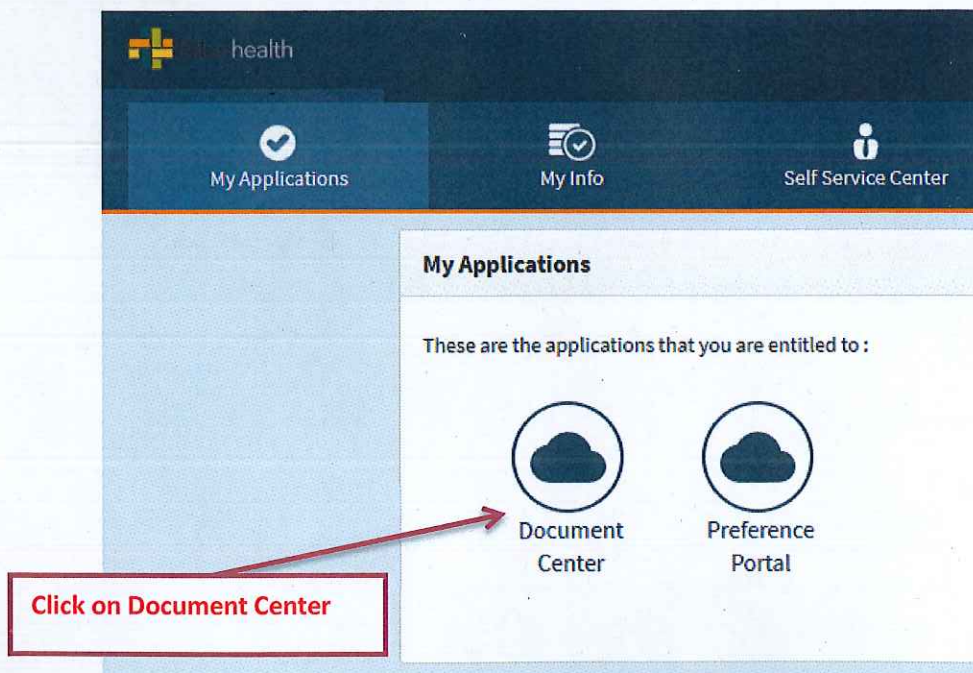 health
My Applications
My Info
Self Service Center
My Applications
These are the applications that you are entitled to :
Document
Center
Preference
Portal
Click on Document Center